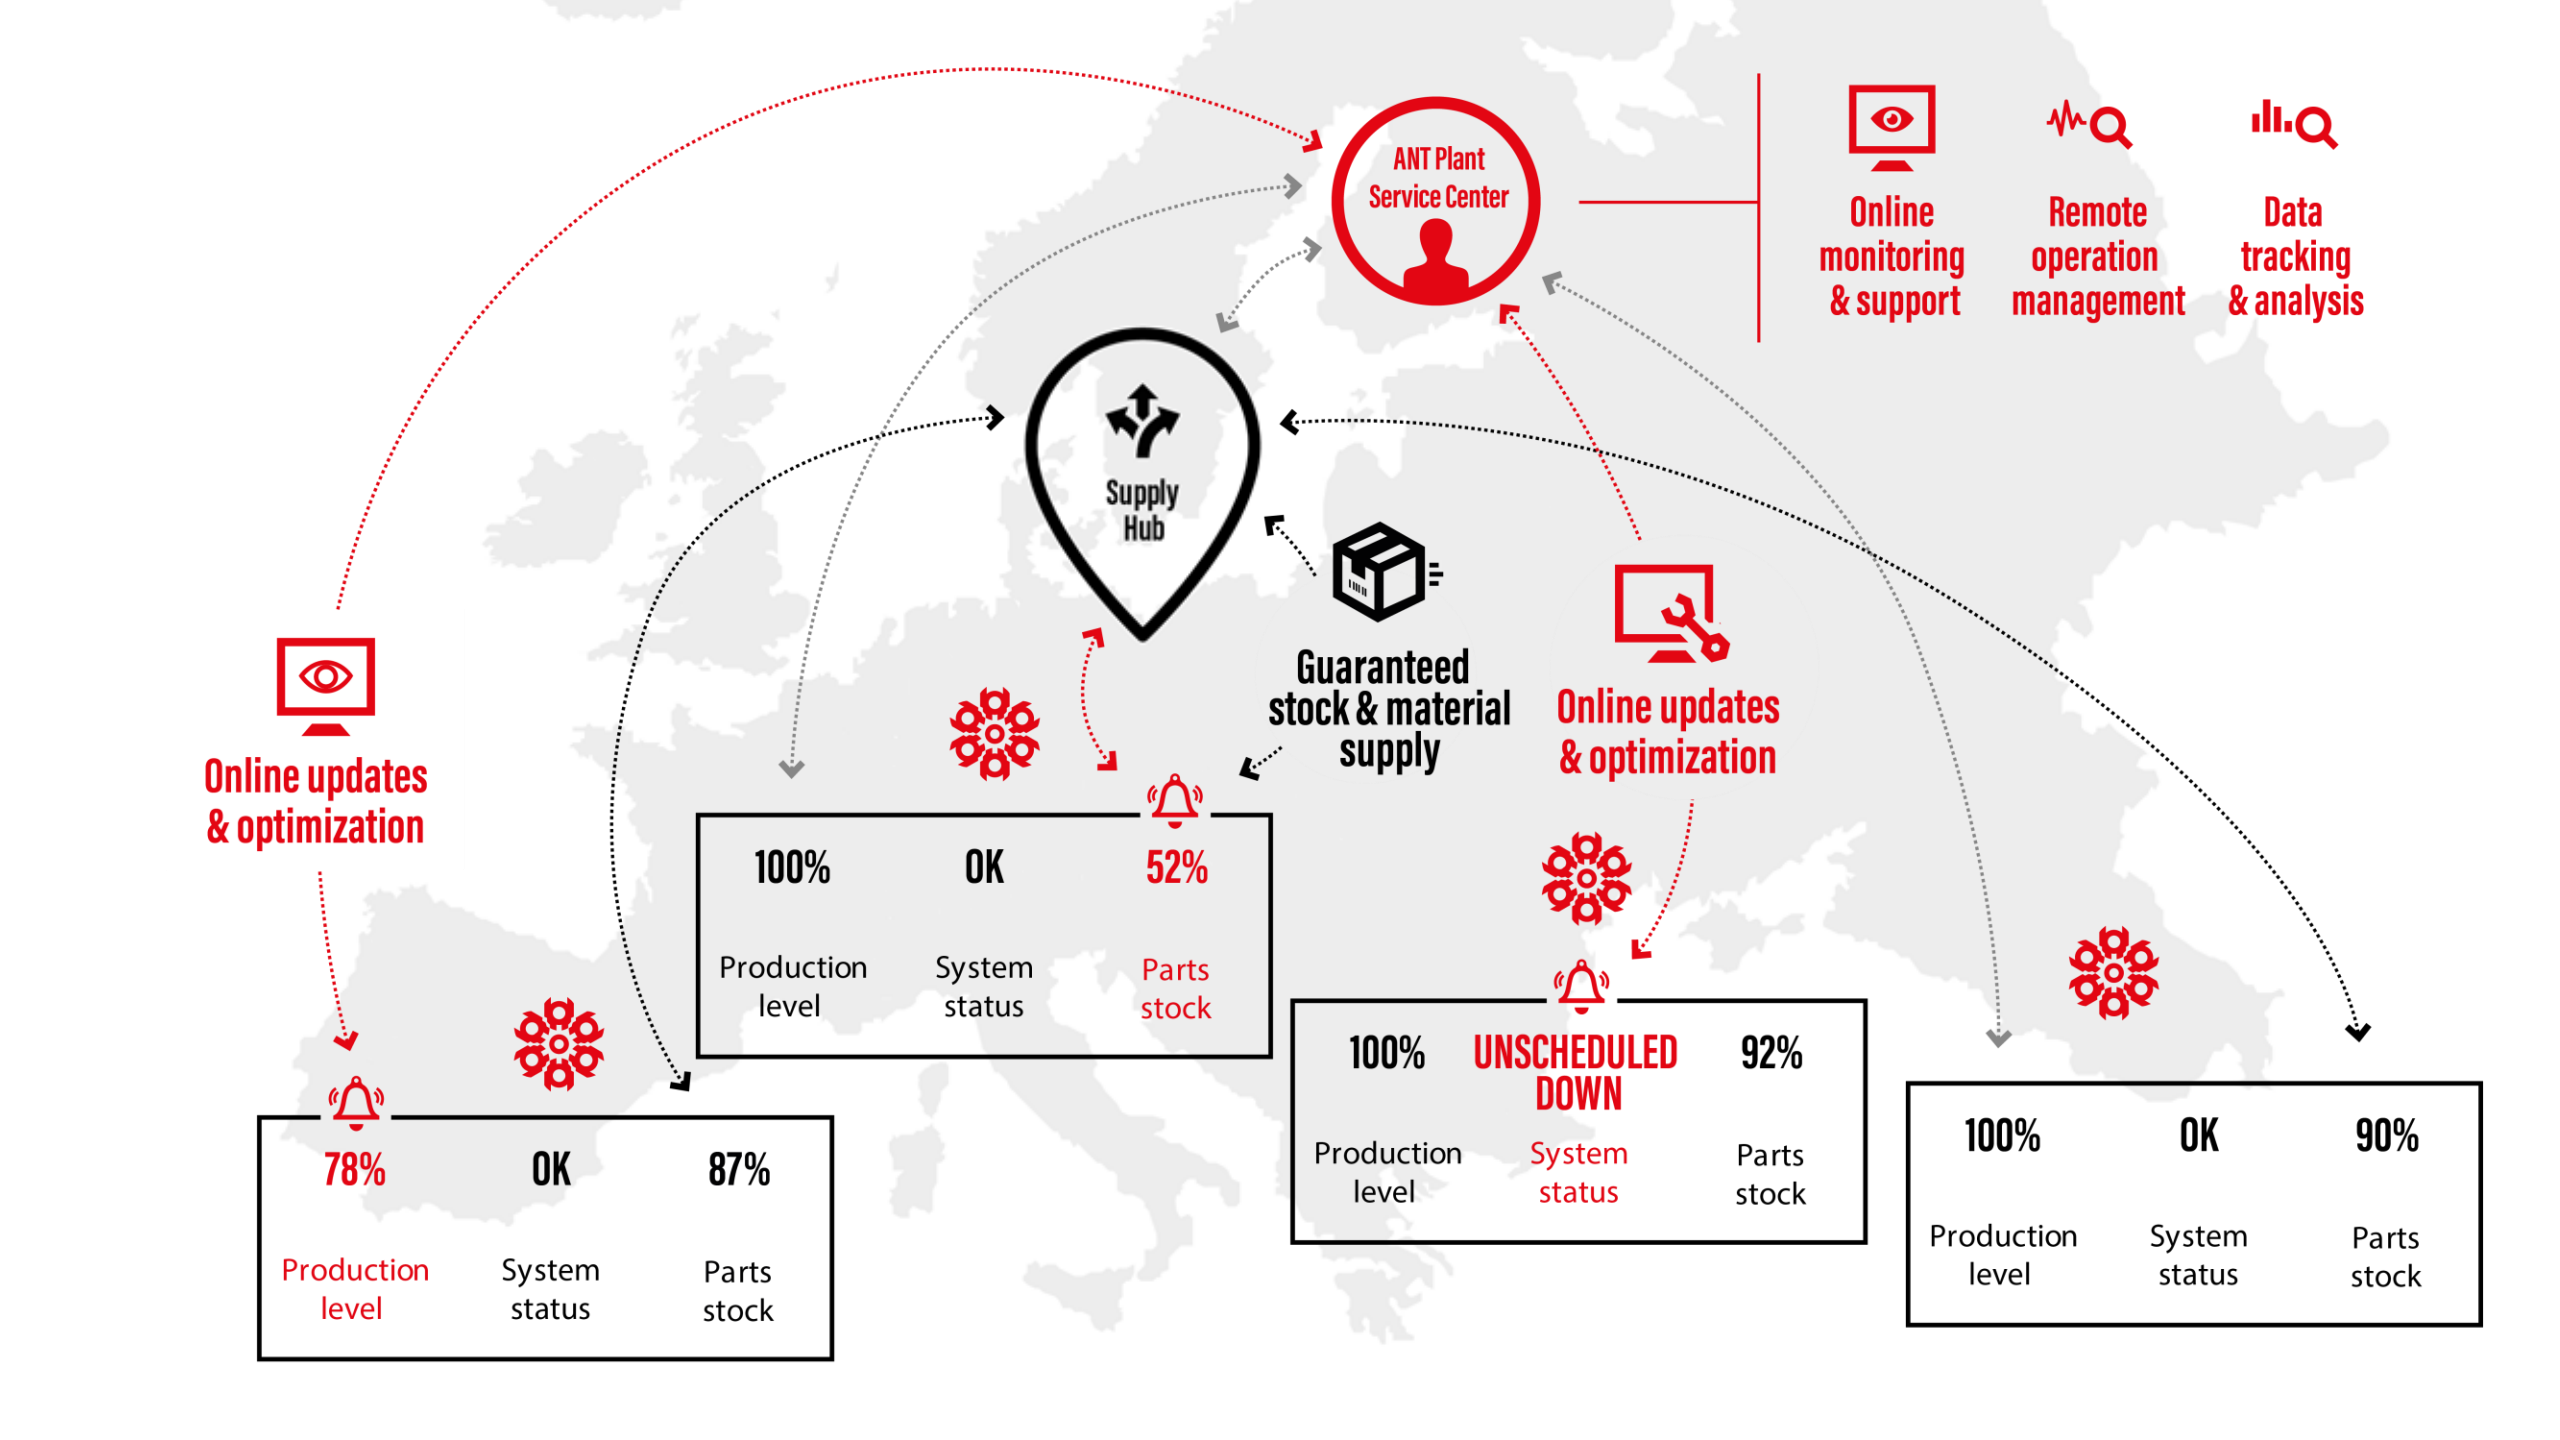 ANT Plant
Service Center
Online
monitoring
& support
Remote
operation
management
Data
tracking
& analysis
Supply
Hub
Guaranteed
stock & material
supply
Online updates
& optimization
Online updates
& optimization
100%
OK
52%
Production
level
System
status
Parts
stock
100%
UNSCHEDULED
DOWN
92%
Production
level
System
status
Parts
stock
78%
OK
87%
Production
level
System
status
Parts
stock
100%
OK
90%
Production
level
System
status
Parts
stock